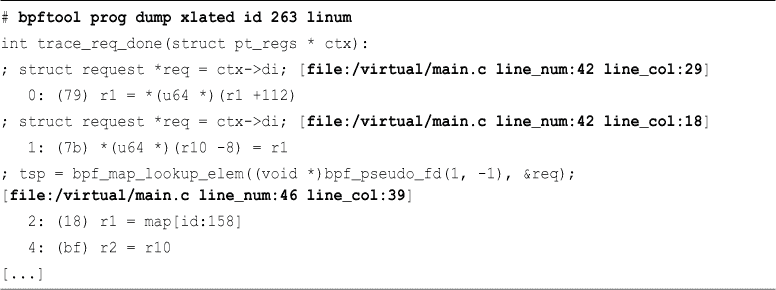 # bpftool prog dump xlated id 263 linum
int trace_req_done(struct pt_regs * ctx):
; struct request *req = ctx->di; [file:/virtual/main.c line_num:42 line_col:29]
   0: (79) r1 = *(u64 *)(r1 +112)
; struct request *req = ctx->di; [file:/virtual/main.c line_num:42 line_col:18]
   1: (7b) *(u64 *)(r10 -8) = r1
; tsp = bpf_map_lookup_elem((void *)bpf_pseudo_fd(1, -1), &req);
[file:/virtual/main.c line_num:46 line_col:39]
   2: (18) r1 = map[id:158]
   4: (bf) r2 = r10
[...]